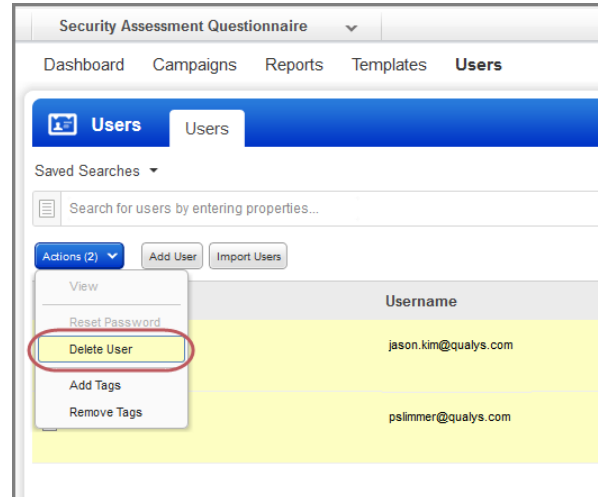 Security Assessment Questionnaire
Dashboard Campaigns Reports Templates Users
Users Users
Saved Searches
Search for users by entering properties...
Actions (2) Add User Import Users
View
Username
Reset Password
Delete User
jason.kim@qualys.com
Add Tags
Remove Tags
pslimmer@qualys.com